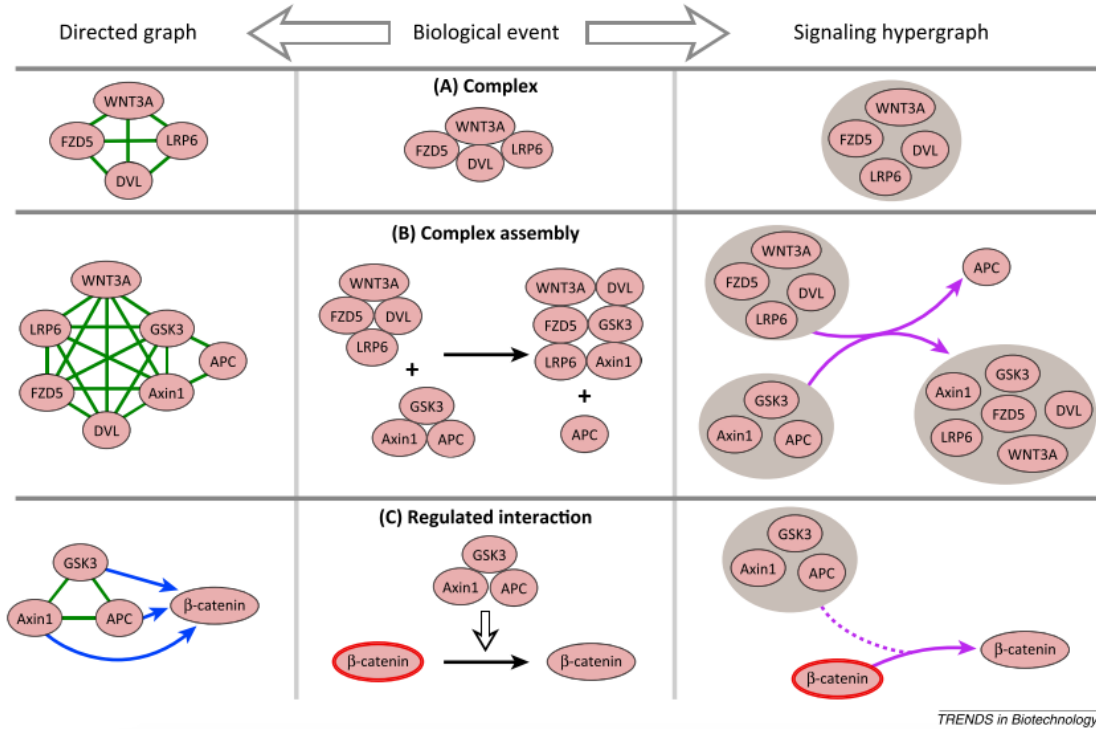 Directed graph
Biological event
Signaling hypergraph
(A) Complex
WNT3A
FZD5
LRP6
DVL
WNT3A
FZD5
LRP6
DVL
WNT3A
FZD5
DVL
LRP6
(B) Complex assembly
WNT3A
LRP6
GSK3
APC
FZD5
Axin1
DVL
WNT3A
FZD5
DVL
LRP6
+
GSK3
Axin1
APC
WNT3A
DVL
FZD5
GSK3
LRP6
Axin1
+
APC
WNT3A
FZD5
DVL
LRP6
APC
GSK3
Axin1
APC
GSK3
Axin1
FZD5
DVL
LRP6
WNT3A
(C) Regulated interaction
GSK3
Axin1
APC
β-catenin
GSK3
Axin1
APC
β-catenin
β-catenin
GSK3
Axin1
APC
β-catenin
β-catenin
TRENDS in Biotechnology